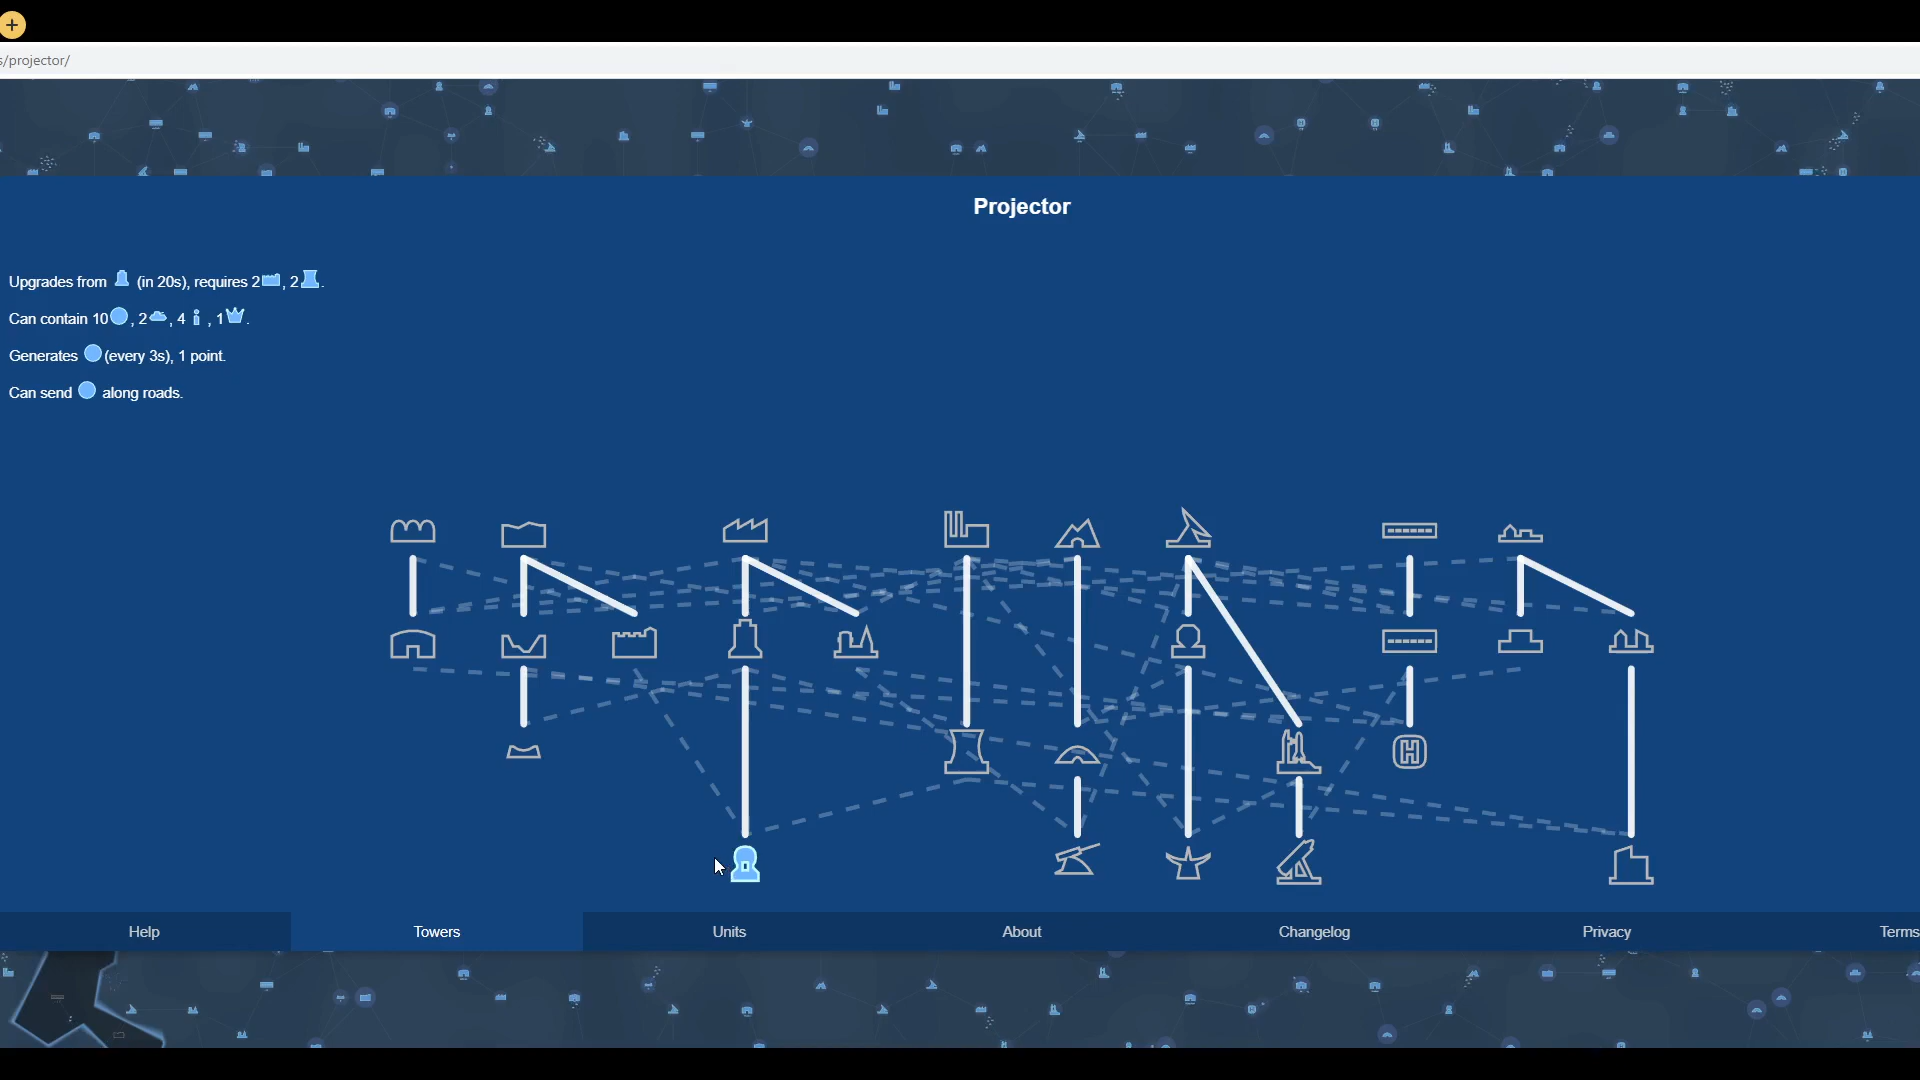 s/projector/
Projector
Upgrades from (in 20s), requires 2 , 2 .
Can contain 10 , 2 , 4 , 1 .
Generates (every 3s), 1 point.
Can send along roads.
H
Help Towers Units About Changelog Privacy Terms